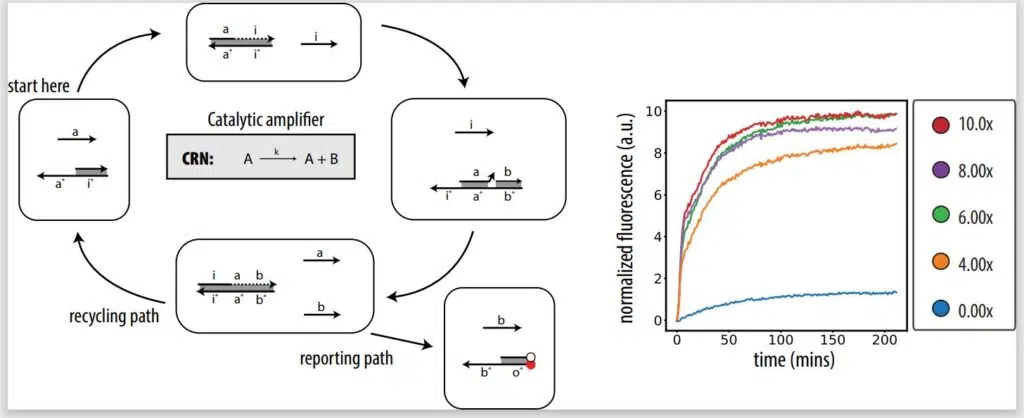 a i
i
a* i*
start here
a
a* i*
Catalytic amplifier
CRN: A k A + B
i
a b
i* a* b*
i a b
i* a* b*
a
b
recycling path
reporting path
b
b* o*
normalized fluorescence (a.u.)
10
8
6
4
2
0
0 50 100 150 200
time (mins)
10.0x
8.00x
6.00x
4.00x
0.00x